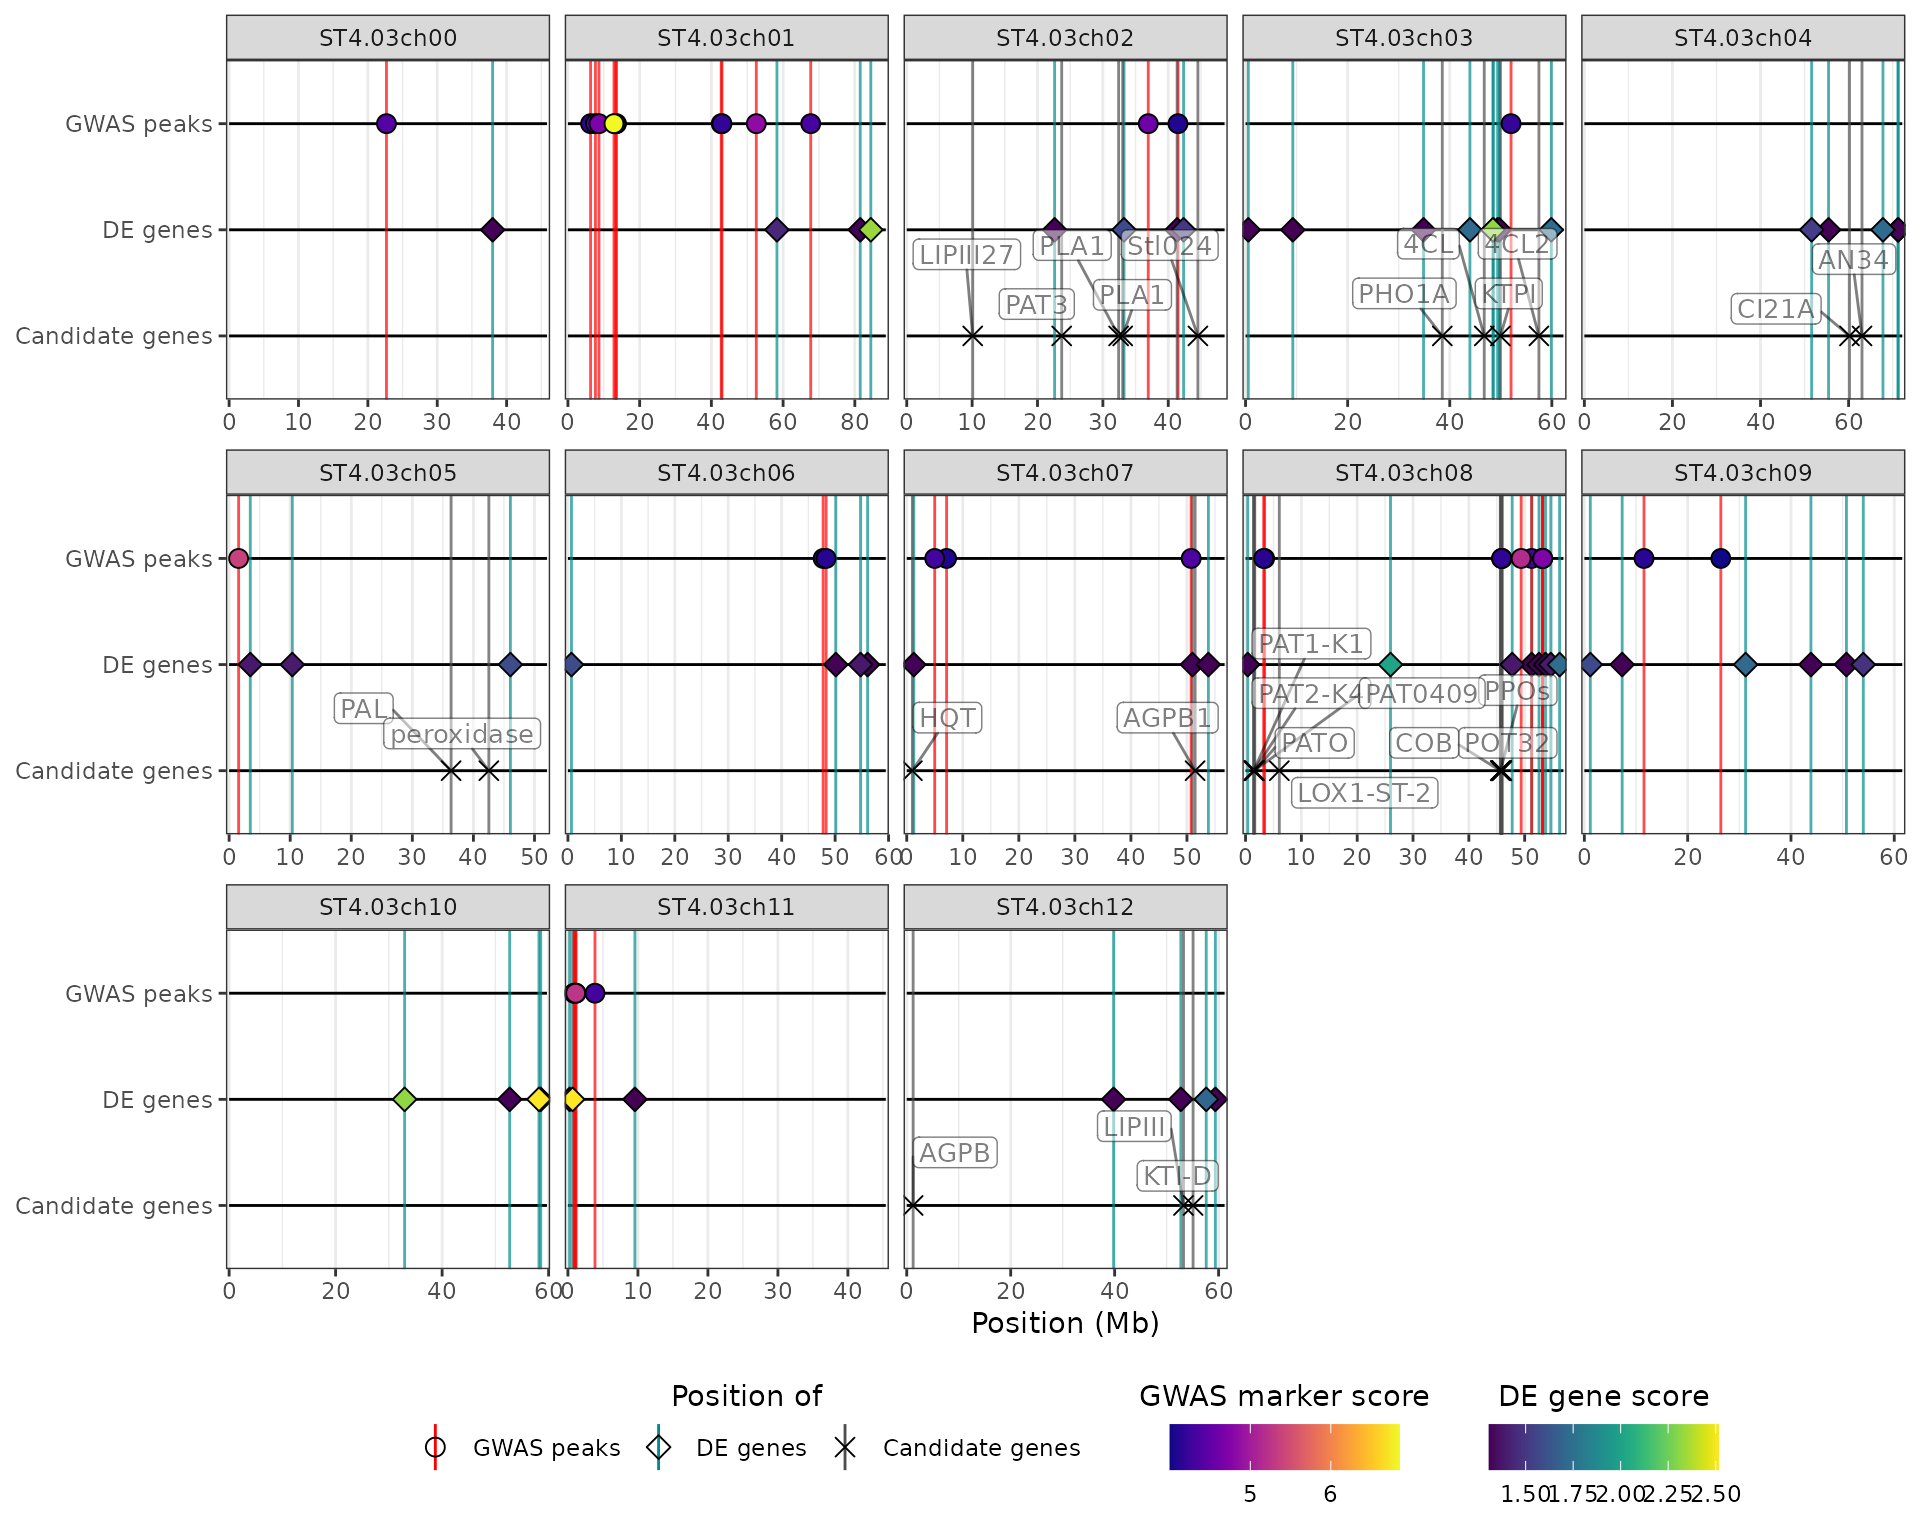 ST4.03ch00 ST4.03ch01 ST4.03ch02 ST4.03ch03 ST4.03ch04
GWAS peaks
DE genes
Candidate genes
LIPIII27 PLA1 StI024
PAT3 PLA1
4CL 4CL2
PHO1A KTPI
AN34
CI21A
0 10 20 30 40 0 20 40 60 80 0 10 20 30 40 0 20 40 60 0 20 40 60
ST4.03ch05 ST4.03ch06 ST4.03ch07 ST4.03ch08 ST4.03ch09
GWAS peaks
DE genes
Candidate genes
PAL
peroxidase
HQT AGPB1
PAT1-K1
PAT2-K4 PAT0409 PPOs
PATO COB POT32
LOX1-ST-2
0 10 20 30 40 50 0 10 20 30 40 50 60 0 10 20 30 40 50 0 10 20 30 40 50 0 20 40 60
ST4.03ch10 ST4.03ch11 ST4.03ch12
GWAS peaks
DE genes
Candidate genes
LIPIII
AGPB
KTI-D
0 20 40 60 0 10 20 30 40 0 20 40 60
Position (Mb)
Position of
GWAS peaks DE genes Candidate genes
GWAS marker score
5 6
DE gene score
1.50 1.75 2.00 2.25 2.50